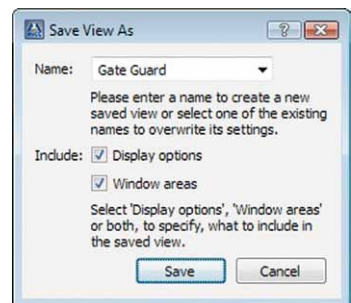 Save View As
Name: Gate Guard
Please enter a name to create a new
saved view or select one of the existing
names to overwrite its settings.
Include: Display options
Window areas
Select 'Display options', 'Window areas'
or both, to specify, what to include in
the saved view.
Save Cancel